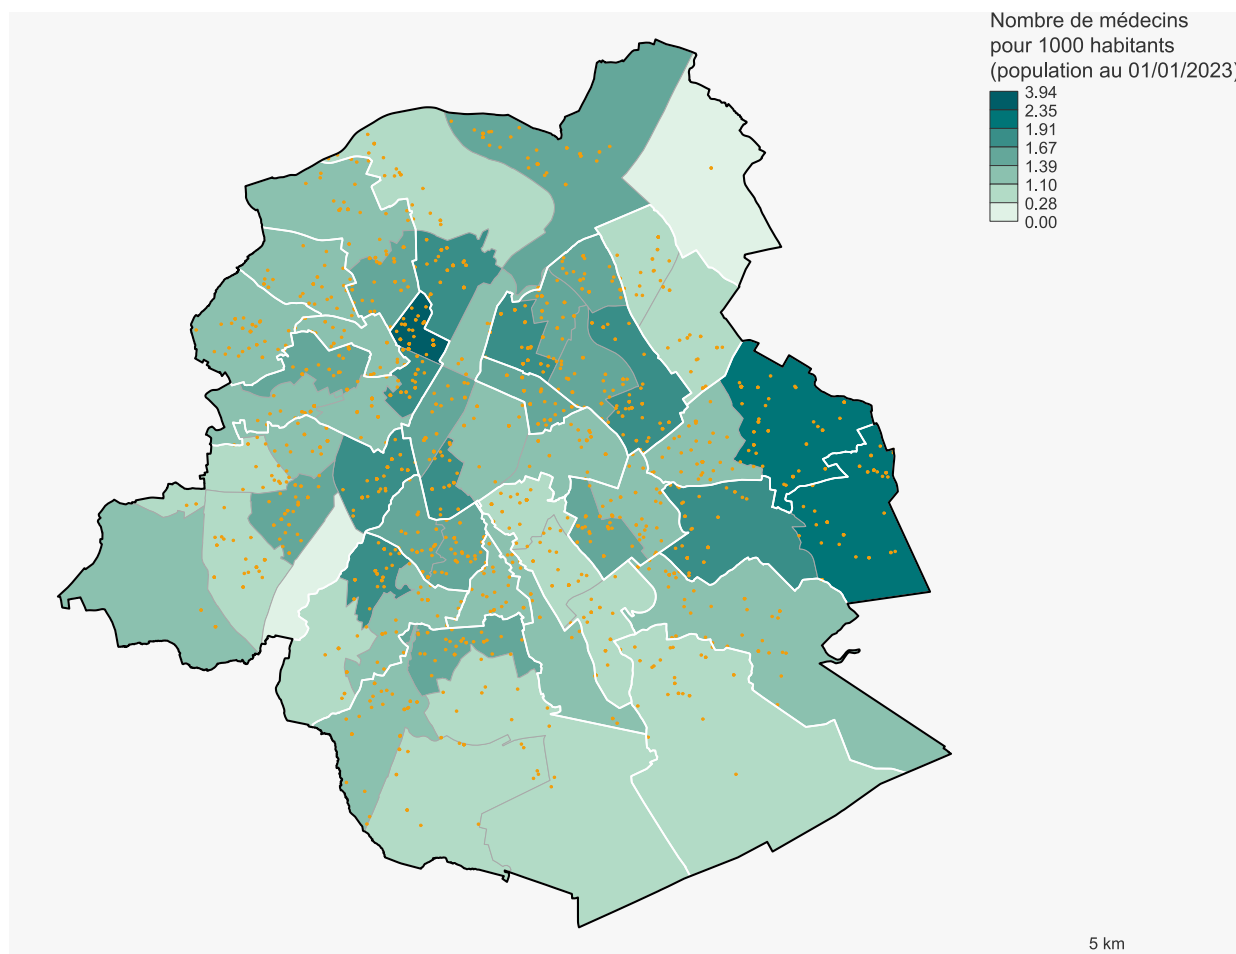 Nombre de médecins
pour 1000 habitants
(population au 01/01/2023)
3.94
2.35
1.91
1.67
1.39
1.10
0.28
0.00
5 km